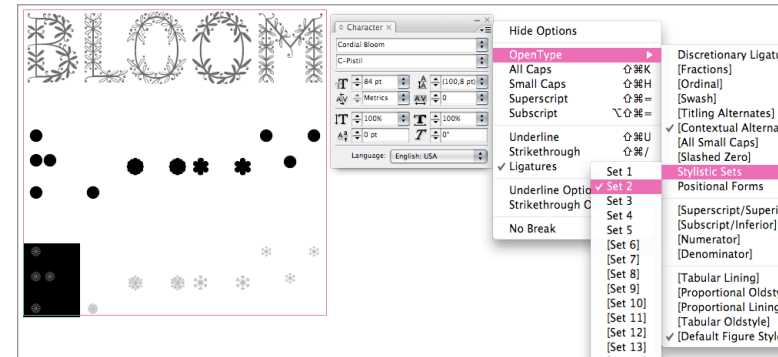 BLOOM
Character ×
Cordial Bloom
C-Pistil
84 pt
(100,8 pt)
Metrics
0
100%
100%
0 pt
0°
Language: English: USA
Hide Options
OpenType
All Caps ⇧⌘K
Small Caps ⇧⌘H
Superscript ⇧⌘=
Subscript ⌥⇧⌘=
Underline ⇧⌘U
Strikethrough ⇧⌘/
✓ Ligatures
Underline Optio
Strikethrough O
No Break
Set 1
✓ Set 2
Set 3
Set 4
Set 5
[Set 6]
[Set 7]
[Set 8]
[Set 9]
[Set 10]
[Set 11]
[Set 12]
[Set 13]
Discretionary Ligatu
[Fractions]
[Ordinal]
[Swash]
[Titling Alternates]
✓ [Contextual Alterna
[All Small Caps]
[Slashed Zero]
Stylistic Sets
Positional Forms
[Superscript/Superi
[Subscript/Inferior]
[Numerator]
[Denominator]
[Tabular Lining]
[Proportional Oldsty
[Proportional Lining
[Tabular Oldstyle]
✓ [Default Figure Style